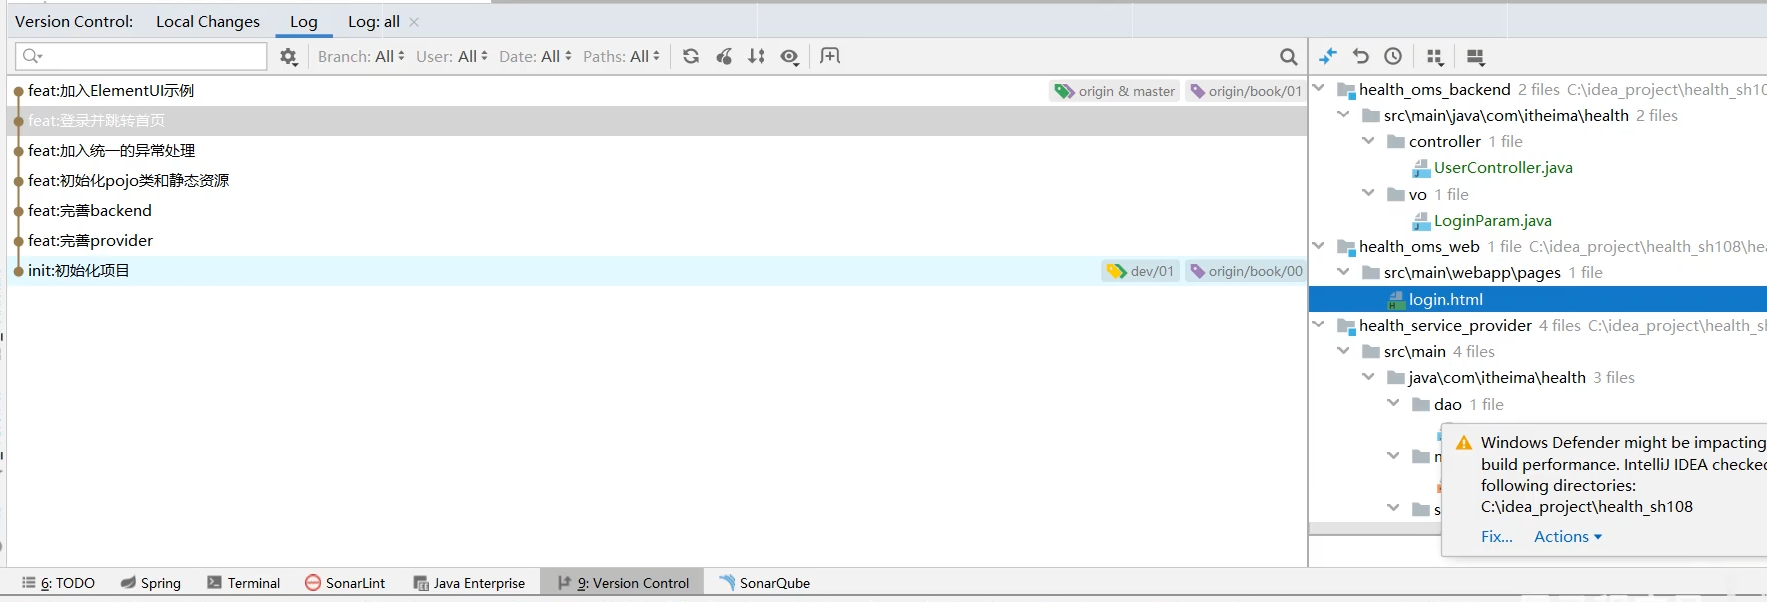 Version Control: Local Changes Log Log: all
Branch: All User: All Date: All Paths: All
feat:加入ElementUI示例 origin & master origin/book/01
feat:登录并跳转首页
feat:加入统一的异常处理
feat:初始化pojo类和静态资源
feat:完善backend
feat:完善provider
init:初始化项目 dev/01 origin/book/00
health_oms_backend 2 files C:\idea_project\health_sh10
src\main\java\com\itheima\health 2 files
controller 1 file
UserController.java
vo 1 file
LoginParam.java
health_oms_web 1 file C:\idea_project\health_sh108\hea
src\main\webapp\pages 1 file
login.html
health_service_provider 4 files C:\idea_project\health_s
src\main 4 files
java\com\itheima\health 3 files
dao 1 file
Windows Defender might be impacting
build performance. IntelliJ IDEA checked
following directories:
C:\idea_project\health_sh108
Fix... Actions
6: TODO Spring Terminal SonarLint Java Enterprise 9: Version Control SonarQube